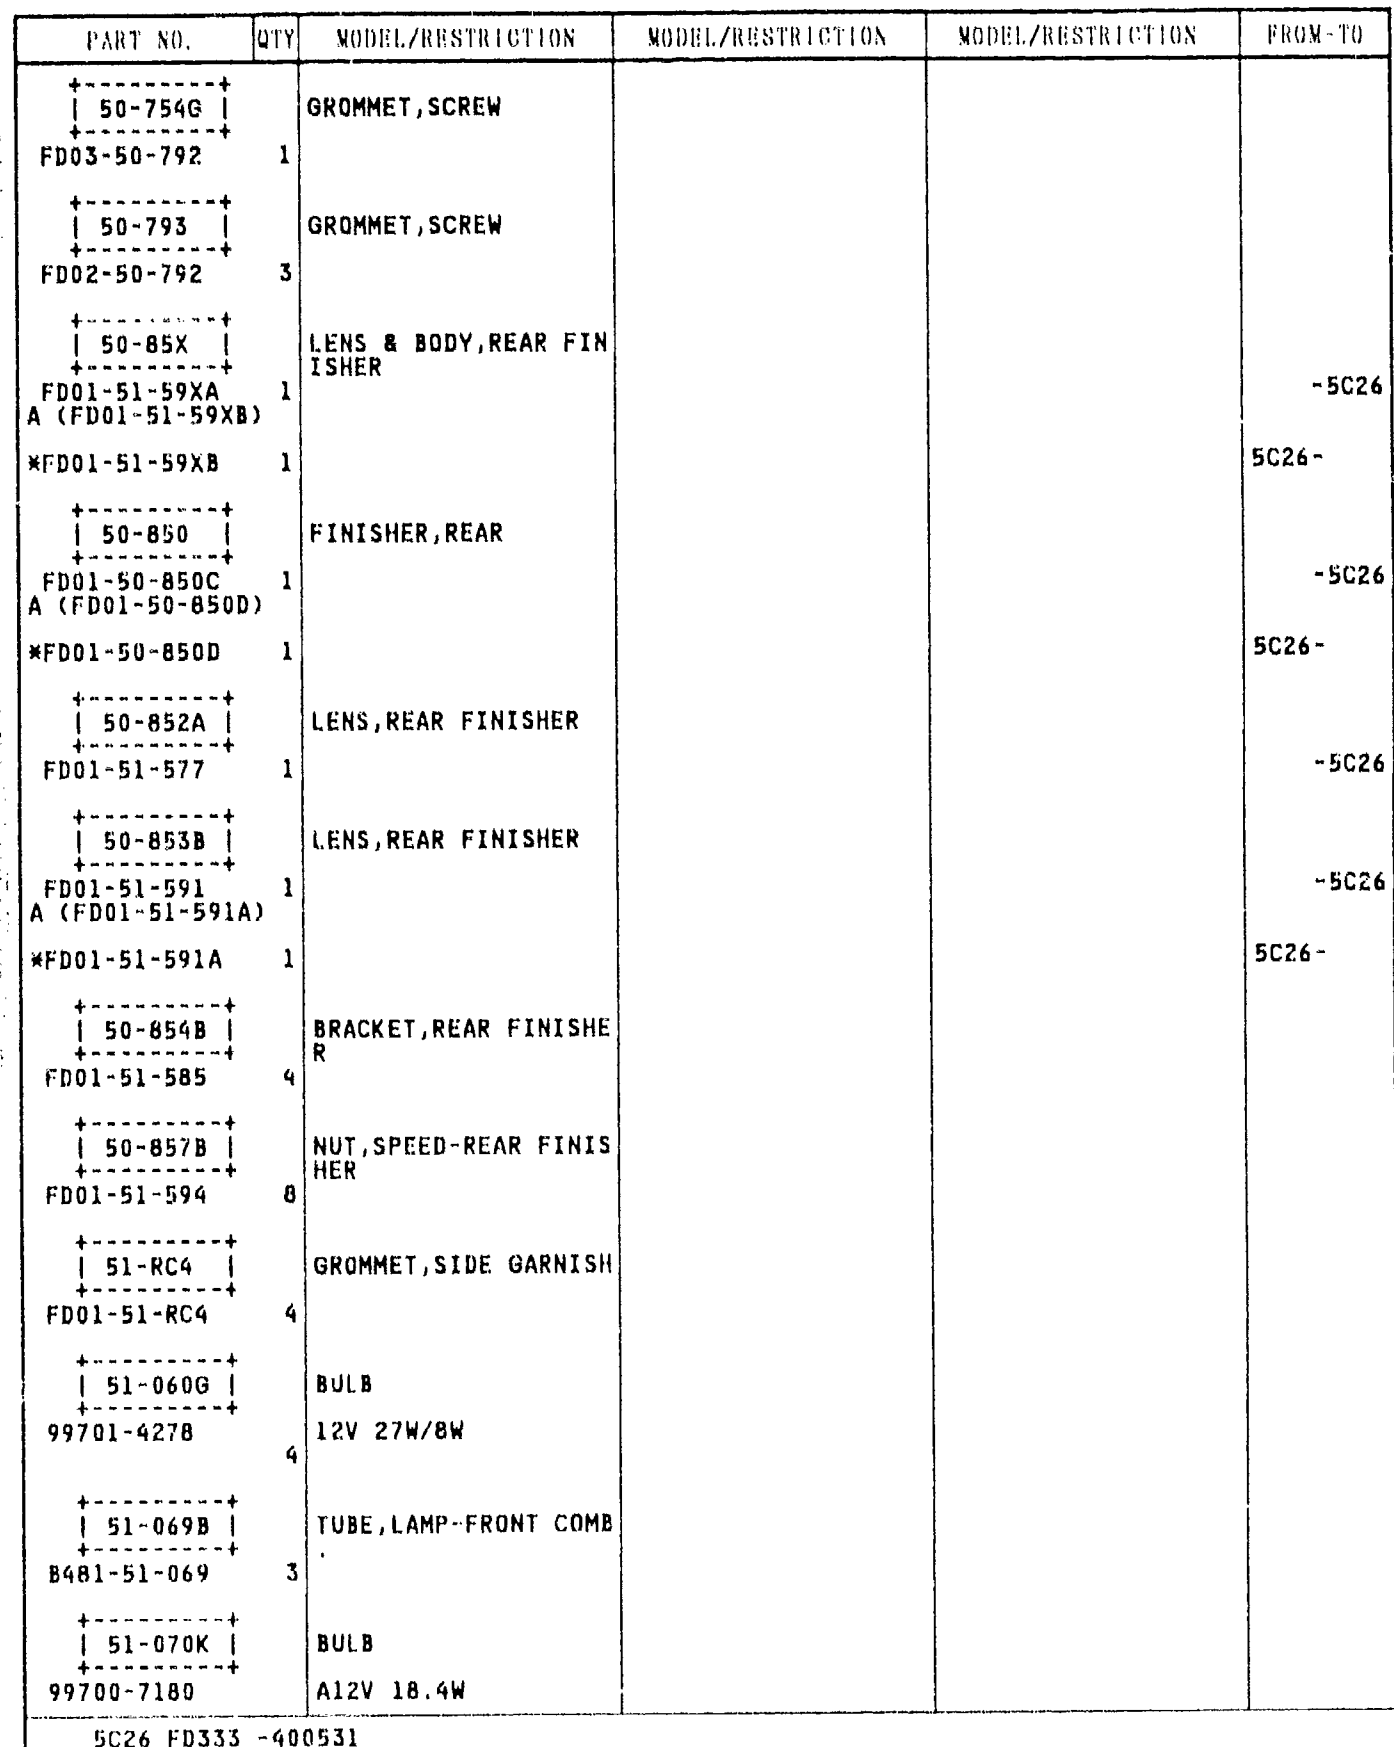 PART NO. QTY MODEL/RESTRICTION MODEL/RESTRICTION MODEL/RESTRICTION FROM-TO
+----------+
| 50-754G | GROMMET,SCREW
+----------+
FD03-50-792 1
+----------+
| 50-793 | GROMMET,SCREW
+----------+
FD02-50-792 3
+----------+
| 50-85X | LENS & BODY,REAR FIN
+----------+ ISHER
FD01-51-59XA 1 -5C26
A (FD01-51-59XB)
*FD01-51-59XB 1 5C26-
+----------+
| 50-850 | FINISHER,REAR
+----------+
FD01-50-850C 1 -5C26
A (FD01-50-850D)
*FD01-50-850D 1 5C26-
+----------+
| 50-852A | LENS,REAR FINISHER
+----------+
FD01-51-577 1 -5C26
+----------+
| 50-853B | LENS,REAR FINISHER
+----------+
FD01-51-591 1 -5C26
A (FD01-51-591A)
*FD01-51-591A 1 5C26-
+----------+
| 50-854B | BRACKET,REAR FINISHE
+----------+ R
FD01-51-585 4
+----------+
| 50-857B | NUT,SPEED-REAR FINIS
+----------+ HER
FD01-51-594 8
+----------+
| 51-RC4 | GROMMET,SIDE GARNISH
+----------+
FD01-51-RC4 4
+----------+
| 51-060G | BULB
+----------+
99701-4278 12V 27W/8W
4
+----------+
| 51-069B | TUBE,LAMP-FRONT COMB
+----------+ .
B481-51-069 3
+----------+
| 51-070K | BULB
+----------+
99700-7180 A12V 18.4W
5C26 FD333 -400531